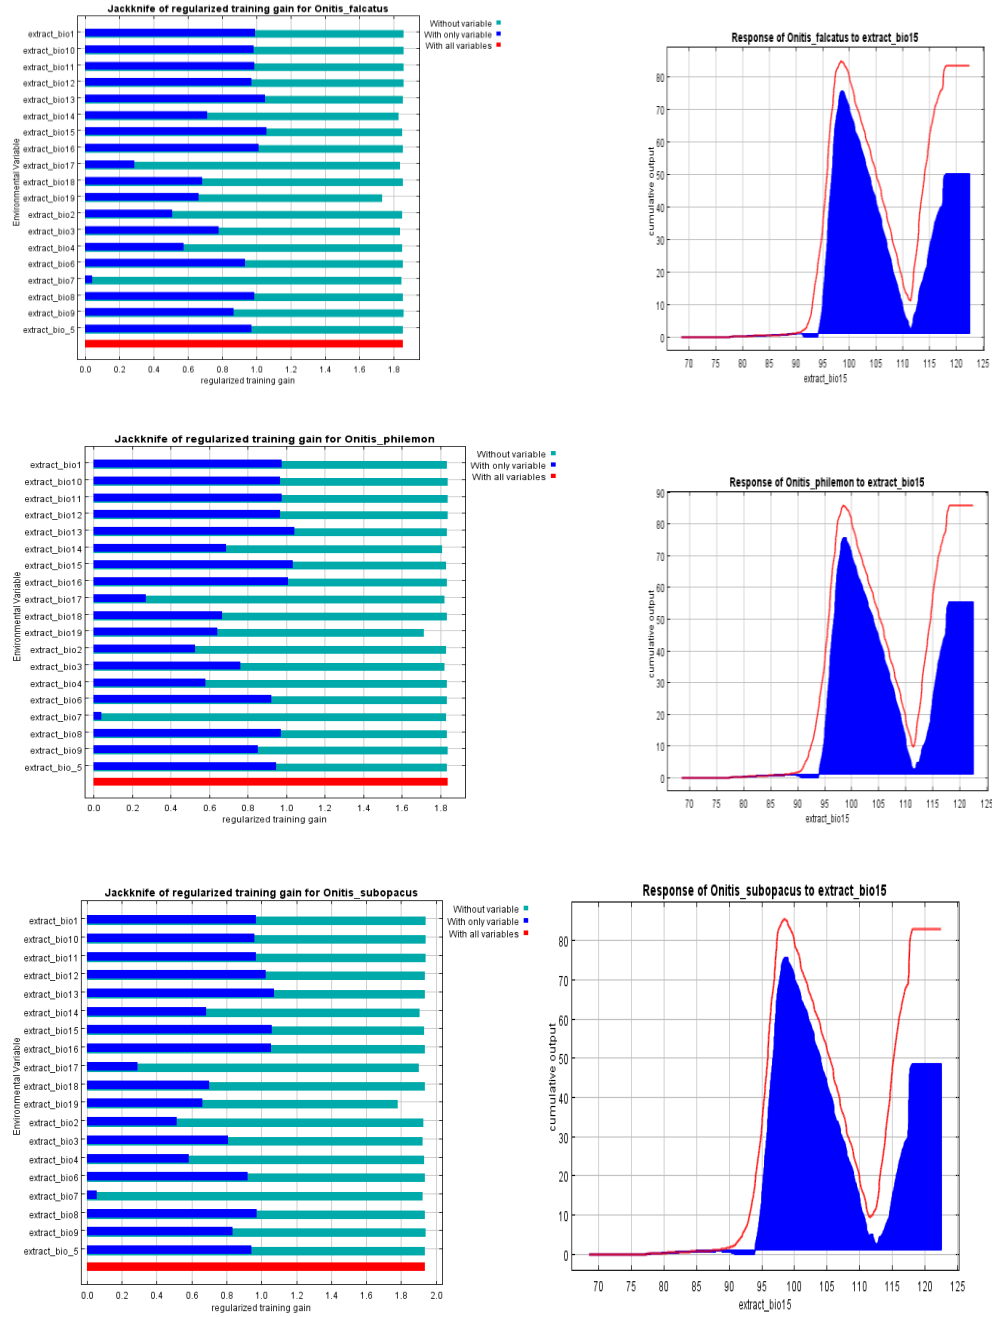 Jackknife of regularized training gain for Onitis_falcatus
Without variable
With only variable
With all variables
Environmental Variable
extract_bio1
extract_bio10
extract_bio11
extract_bio12
extract_bio13
extract_bio14
extract_bio15
extract_bio16
extract_bio17
extract_bio18
extract_bio19
extract_bio2
extract_bio3
extract_bio4
extract_bio6
extract_bio7
extract_bio8
extract_bio9
extract_bio_5
0.0 0.2 0.4 0.6 0.8 1.0 1.2 1.4 1.6 1.8
regularized training gain
Response of Onitis_falcatus to extract_bio15
cumulative output
80
70
60
50
40
30
20
10
0
70 75 80 85 90 95 100 105 110 115 120 125
extract_bio15
Jackknife of regularized training gain for Onitis_philemon
Without variable
With only variable
With all variables
Environmental Variable
extract_bio1
extract_bio10
extract_bio11
extract_bio12
extract_bio13
extract_bio14
extract_bio15
extract_bio16
extract_bio17
extract_bio18
extract_bio19
extract_bio2
extract_bio3
extract_bio4
extract_bio6
extract_bio7
extract_bio8
extract_bio9
extract_bio_5
0.0 0.2 0.4 0.6 0.8 1.0 1.2 1.4 1.6 1.8
regularized training gain
Response of Onitis_philemon to extract_bio15
cumulative output
90
80
70
60
50
40
30
20
10
0
70 75 80 85 90 95 100 105 110 115 120 125
extract_bio15
Jackknife of regularized training gain for Onitis_subopacus
Without variable
With only variable
With all variables
Environmental Variable
extract_bio1
extract_bio10
extract_bio11
extract_bio12
extract_bio13
extract_bio14
extract_bio15
extract_bio16
extract_bio17
extract_bio18
extract_bio19
extract_bio2
extract_bio3
extract_bio4
extract_bio6
extract_bio7
extract_bio8
extract_bio9
extract_bio_5
0.0 0.2 0.4 0.6 0.8 1.0 1.2 1.4 1.6 1.8 2.0
regularized training gain
Response of Onitis_subopacus to extract_bio15
cumulative output
80
70
60
50
40
30
20
10
0
70 75 80 85 90 95 100 105 110 115 120 125
extract_bio15